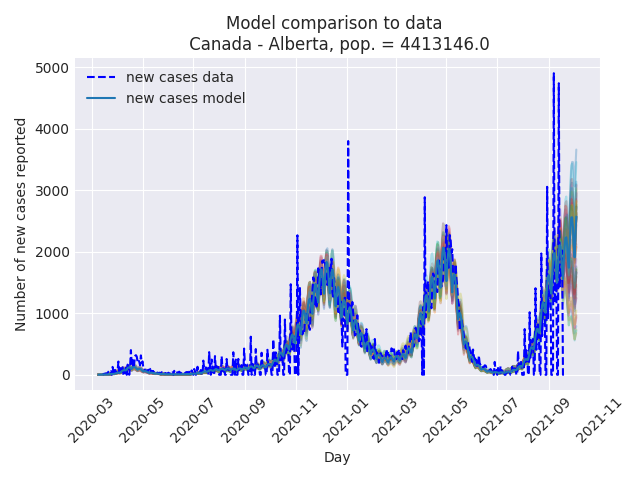 Model comparison to data
Canada - Alberta, pop. = 4413146.0
new cases data
new cases model
Number of new cases reported
5000
4000
3000
2000
1000
0
2020-03
2020-05
2020-07
2020-09
2020-11
2021-01
2021-03
2021-05
2021-07
2021-09
2021-11
Day